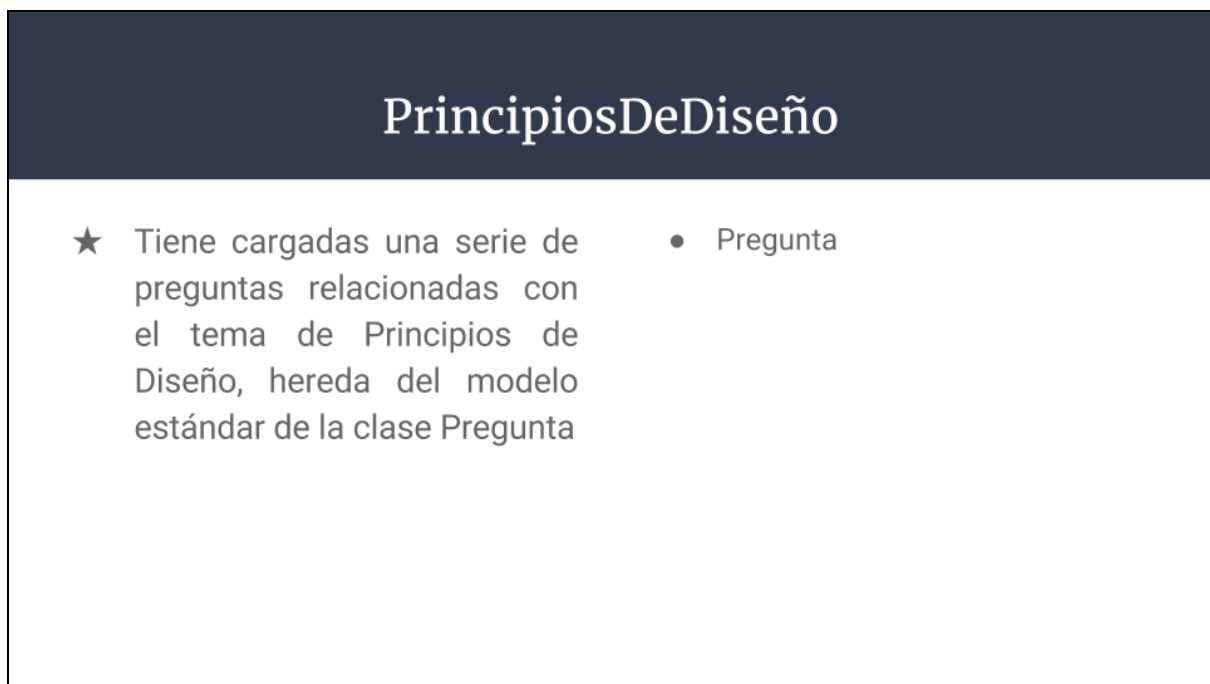 PrincipiosDeDiseño
★ Tiene cargadas una serie de
preguntas relacionadas con
el tema de Principios de
Diseño, hereda del modelo
estándar de la clase Pregunta
● Pregunta